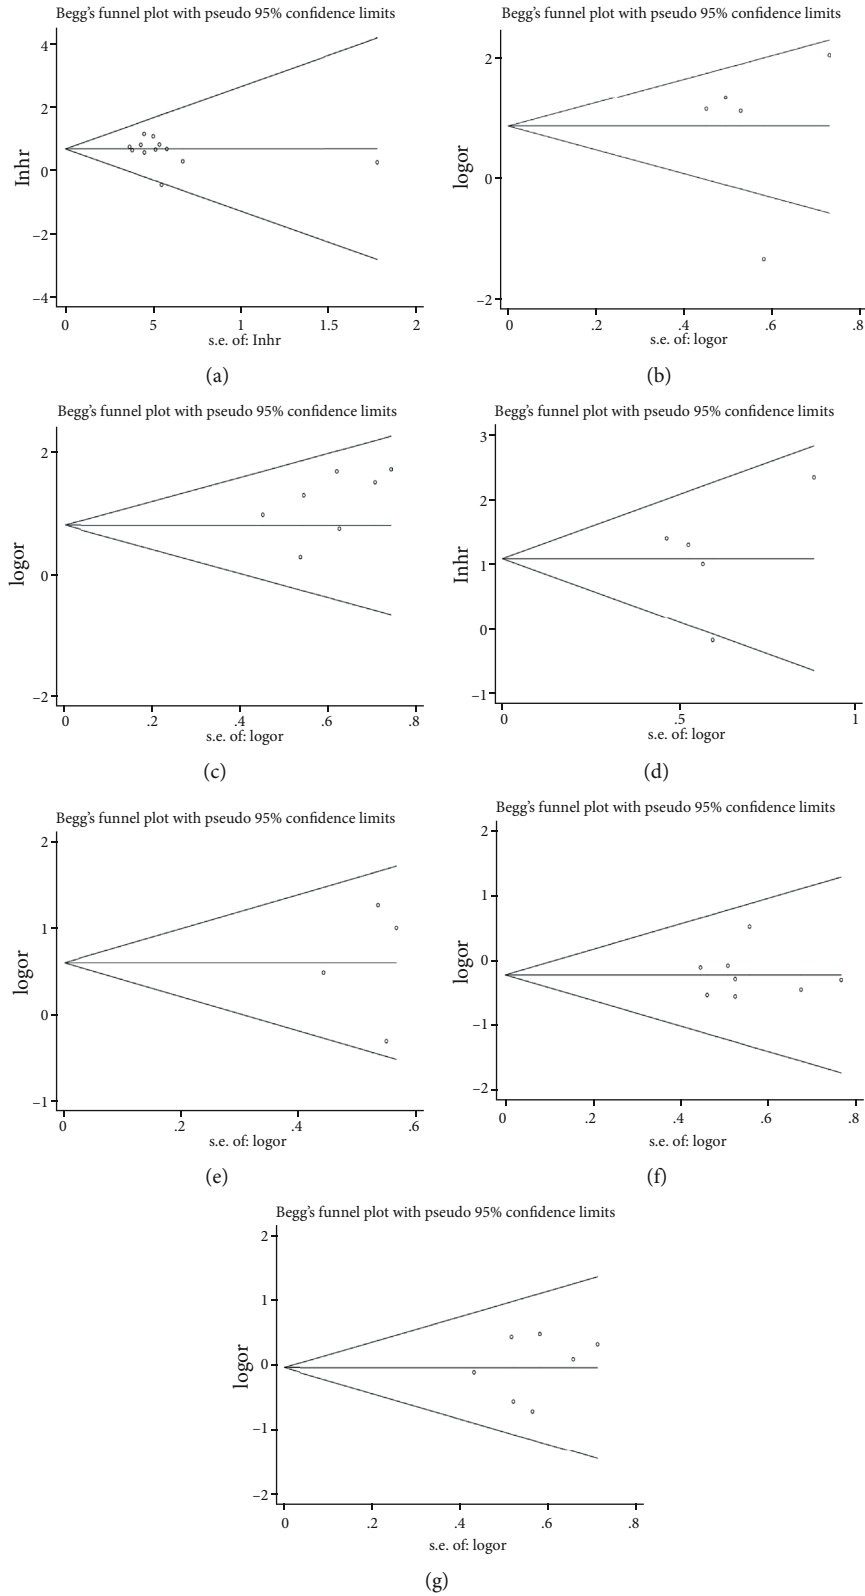 Begg's funnel plot with pseudo 95% confidence limits
4
2
0
−2
−4
Inhr
0
5
1
1.5
2
s.e. of: Inhr
(a)
Begg's funnel plot with pseudo 95% confidence limits
2
0
−2
logor
0
.2
.4
.6
.8
s.e. of: logor
(b)
Begg's funnel plot with pseudo 95% confidence limits
2
0
−2
logor
0
.2
.4
.6
.8
s.e. of: logor
(c)
Begg's funnel plot with pseudo 95% confidence limits
3
2
1
0
−1
Inhr
0
.5
1
s.e. of: logor
(d)
Begg's funnel plot with pseudo 95% confidence limits
2
1
0
−1
logor
0
.2
.4
.6
s.e. of: logor
(e)
Begg's funnel plot with pseudo 95% confidence limits
2
1
0
−1
−2
logor
0
.2
.4
.6
.8
s.e. of: logor
(f)
Begg's funnel plot with pseudo 95% confidence limits
2
1
0
−1
−2
logor
0
.2
.4
.6
.8
s.e. of: logor
(g)